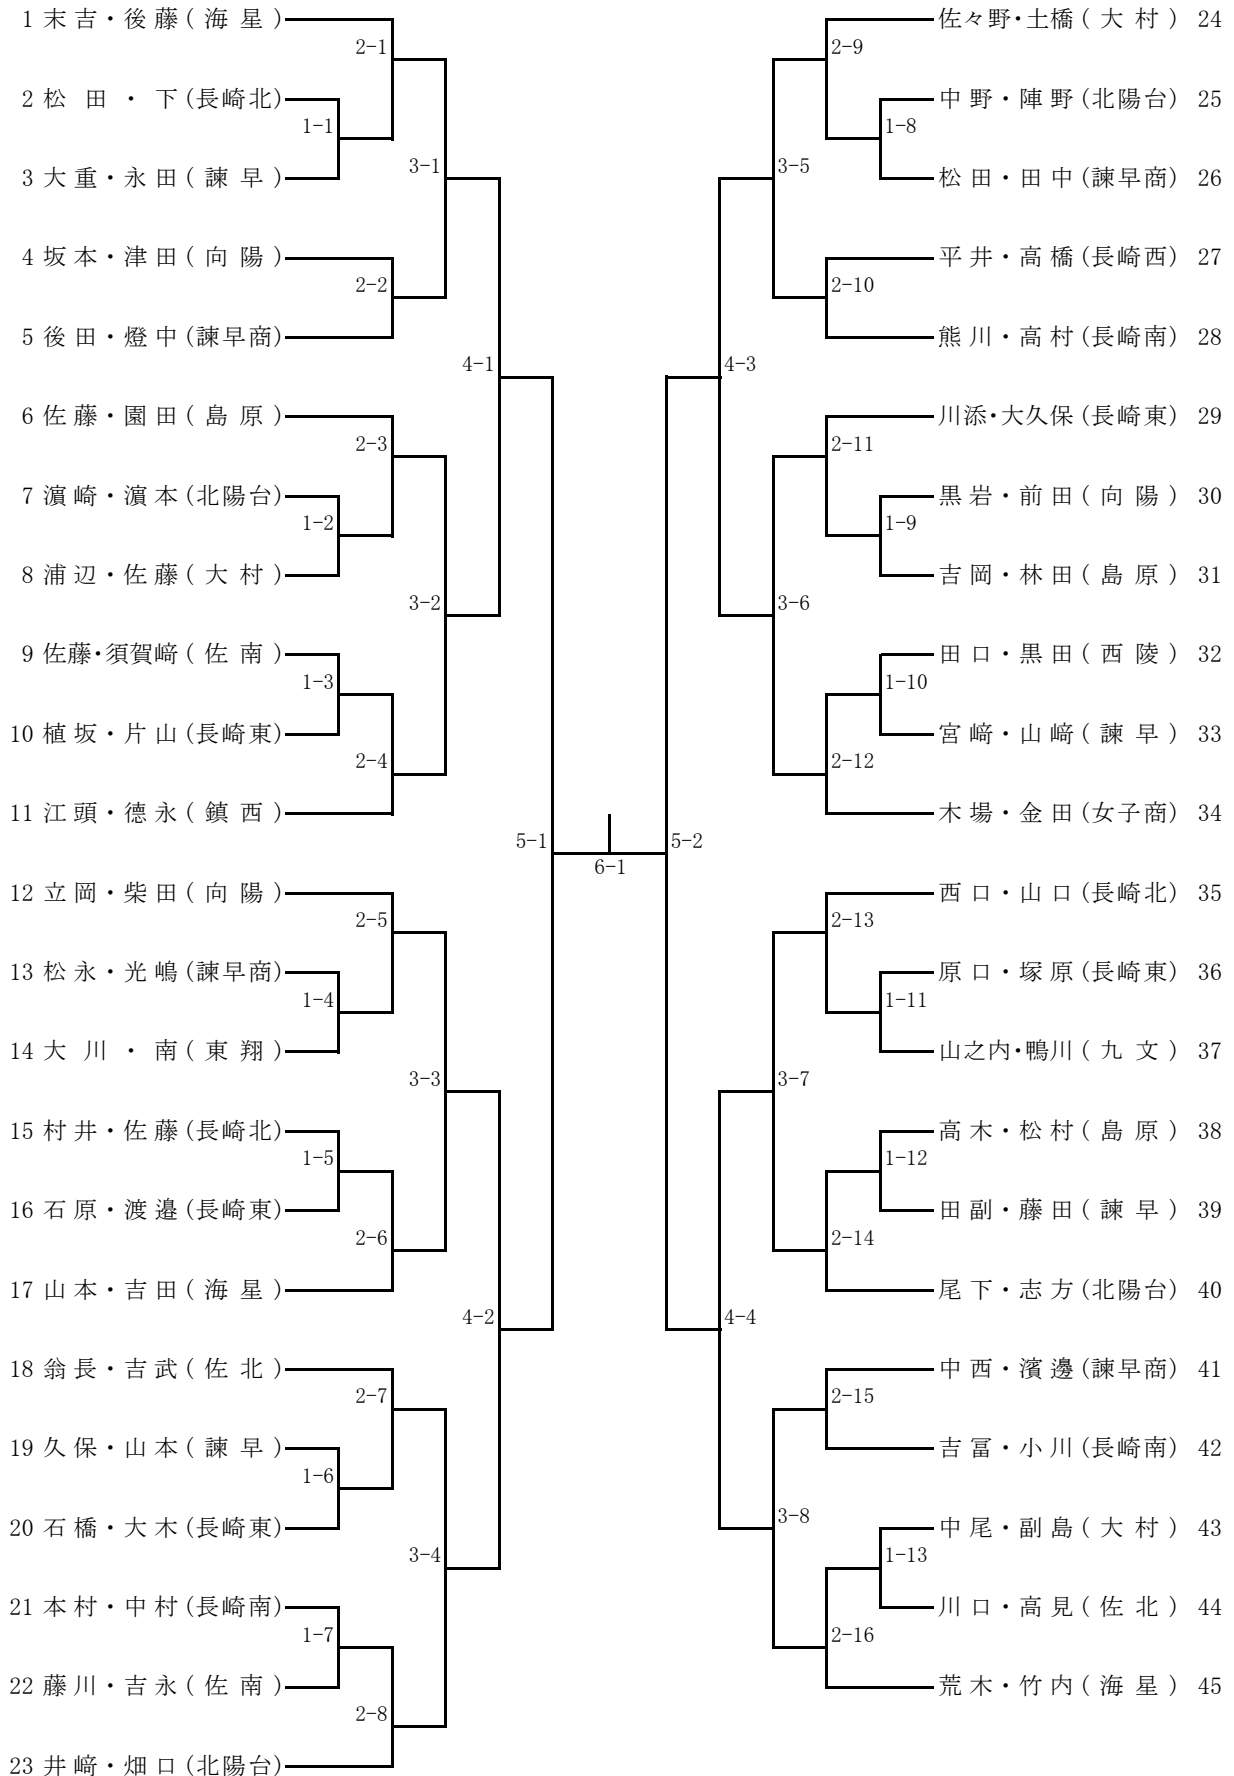 1 末吉・後藤(海星)
2-1
2 松田・下(長崎北)
1-1
3 大重・永田(諫早)
3-1
4 坂本・津田(向陽)
2-2
5 後田・燈中(諫早商)
4-1
6 佐藤・園田(島原)
2-3
7 濵崎・濵本(北陽台)
1-2
8 浦辺・佐藤(大村)
3-2
9 佐藤・須賀﨑(佐南)
1-3
10 植坂・片山(長崎東)
2-4
11 江頭・德永(鎮西)
5-1
12 立岡・柴田(向陽)
2-5
13 松永・光嶋(諫早商)
1-4
14 大川・南(東翔)
3-3
15 村井・佐藤(長崎北)
1-5
16 石原・渡邉(長崎東)
2-6
17 山本・吉田(海星)
4-2
18 翁長・吉武(佐北)
2-7
19 久保・山本(諫早)
1-6
20 石橋・大木(長崎東)
3-4
21 本村・中村(長崎南)
1-7
22 藤川・吉永(佐南)
2-8
23 井﨑・畑口(北陽台)
6-1
佐々野・土橋(大村) 24
2-9
中野・陣野(北陽台) 25
1-8
松田・田中(諫早商) 26
3-5
平井・高橋(長崎西) 27
2-10
熊川・高村(長崎南) 28
4-3
川添・大久保(長崎東) 29
2-11
黒岩・前田(向陽) 30
1-9
吉岡・林田(島原) 31
3-6
田口・黒田(西陵) 32
1-10
宮﨑・山﨑(諫早) 33
2-12
木場・金田(女子商) 34
5-2
西口・山口(長崎北) 35
2-13
原口・塚原(長崎東) 36
1-11
山之内・鴨川(九文) 37
3-7
高木・松村(島原) 38
1-12
田副・藤田(諫早) 39
2-14
尾下・志方(北陽台) 40
4-4
中西・濱邊(諫早商) 41
2-15
吉冨・小川(長崎南) 42
3-8
中尾・副島(大村) 43
1-13
川口・高見(佐北) 44
2-16
荒木・竹内(海星) 45